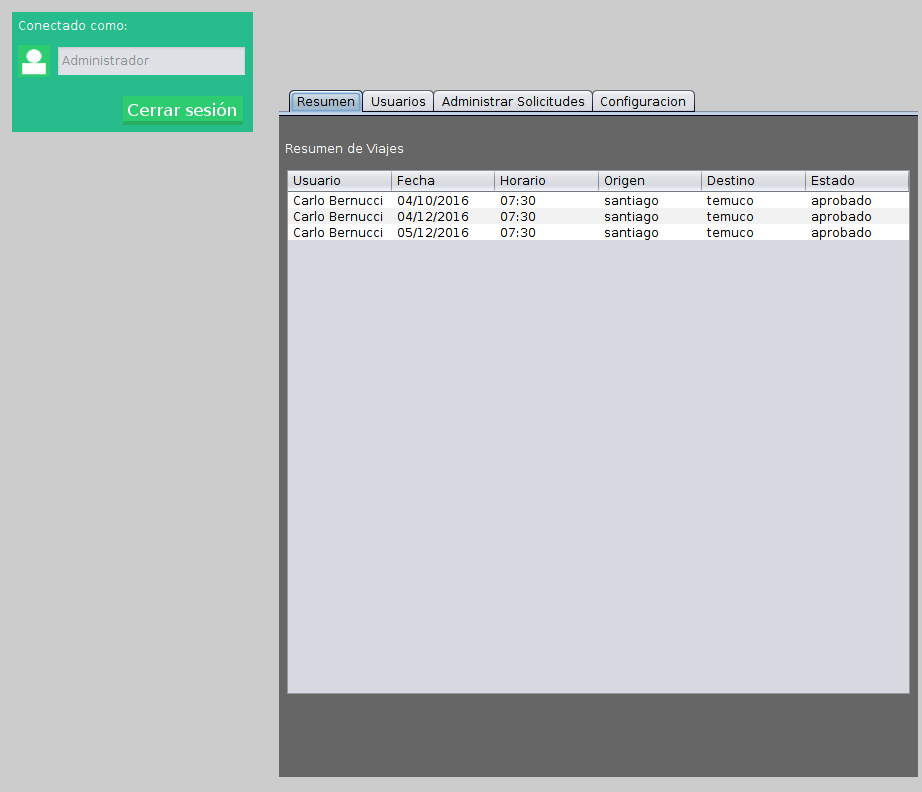 Conectado como:
Administrador
Cerrar sesión
Resumen Usuarios Administrar Solicitudes Configuracion
Resumen de Viajes
Usuario Fecha Horario Origen Destino Estado
Carlo Bernucci 04/10/2016 07:30 santiago temuco aprobado
Carlo Bernucci 04/12/2016 07:30 santiago temuco aprobado
Carlo Bernucci 05/12/2016 07:30 santiago temuco aprobado